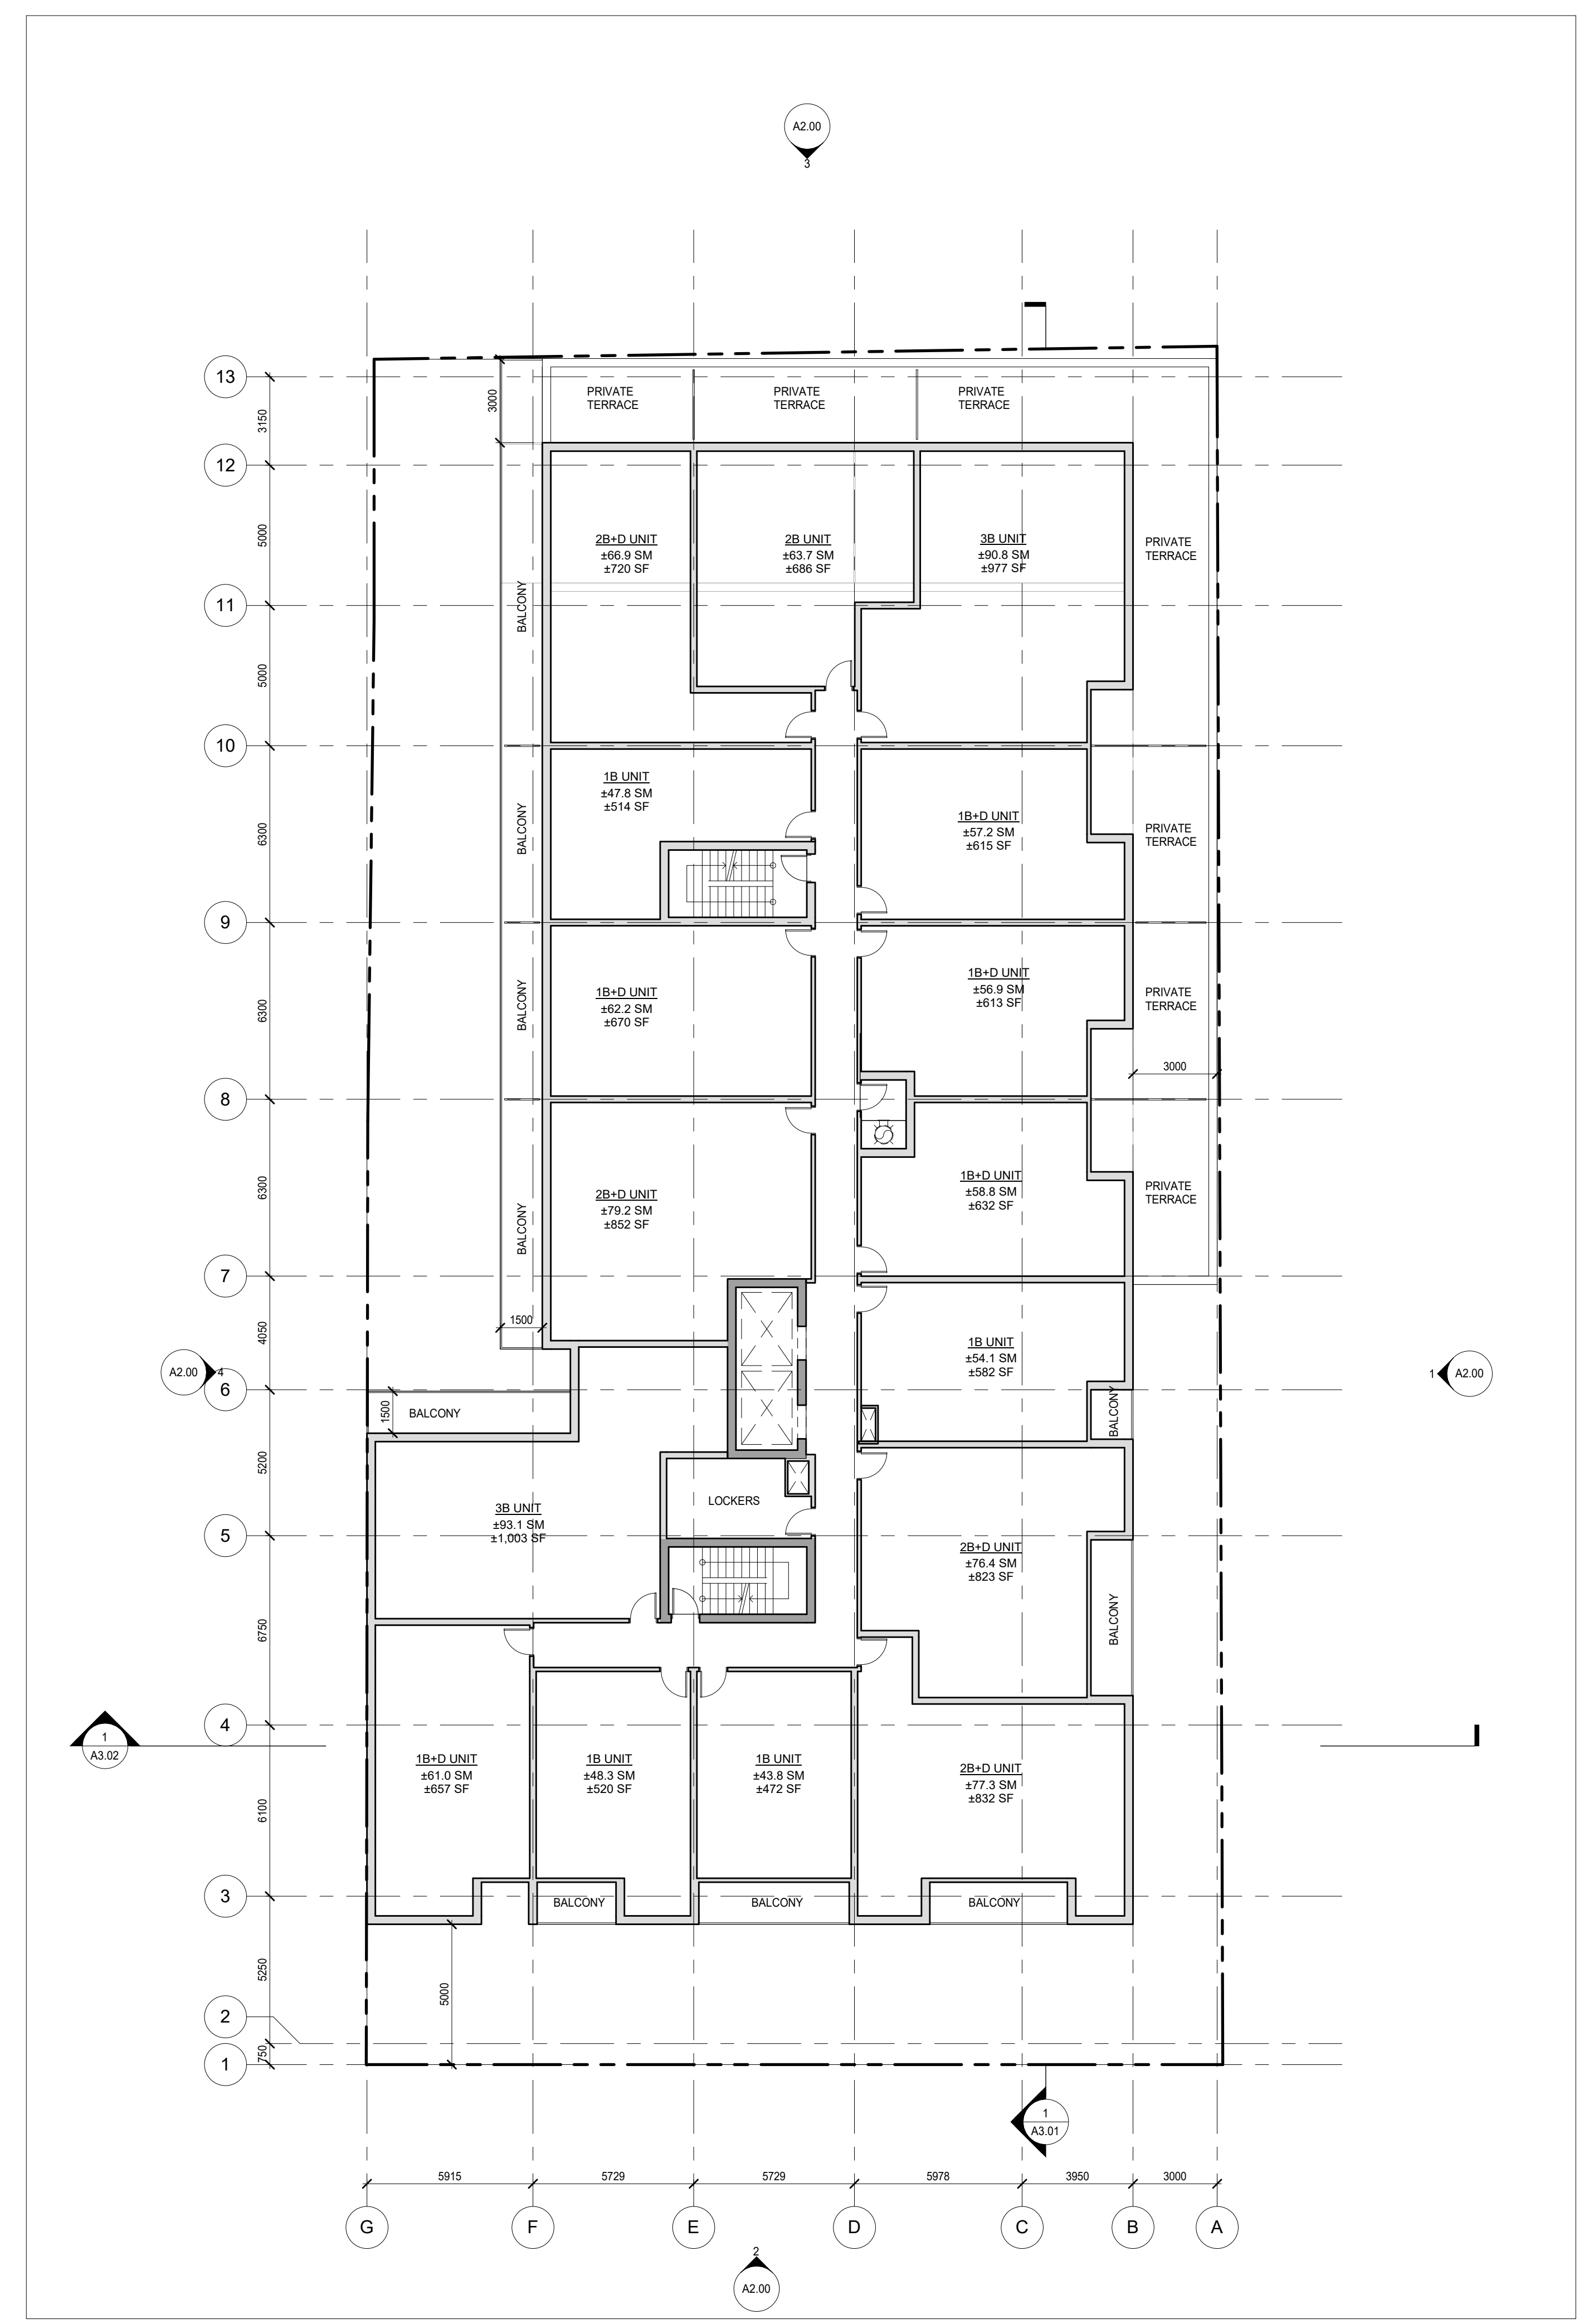 A2.00
3
13
3150
3000
PRIVATE
TERRACE
PRIVATE
TERRACE
PRIVATE
TERRACE
12
5000
2B+D UNIT
±66.9 SM
±720 SF
2B UNIT
±63.7 SM
±686 SF
3B UNIT
±90.8 SM
±977 SF
PRIVATE
TERRACE
BALCONY
11
5000
10
1B UNIT
±47.8 SM
±514 SF
BALCONY
6300
1B+D UNIT
±57.2 SM
±615 SF
PRIVATE
TERRACE
9
6300
BALCONY
1B+D UNIT
±62.2 SM
±670 SF
1B+D UNIT
±56.9 SM
±613 SF
PRIVATE
TERRACE
3000
8
6300
BALCONY
2B+D UNIT
±79.2 SM
±852 SF
1B+D UNIT
±58.8 SM
±632 SF
PRIVATE
TERRACE
7
4050
1500
1B UNIT
±54.1 SM
±582 SF
A2.00
4
1
A2.00
6
1500
BALCONY
BALCONY
5200
3B UNIT
±93.1 SM
±1,003 SF
LOCKERS
5
6750
2B+D UNIT
±76.4 SM
±823 SF
BALCONY
4
1
A3.02
6100
1B+D UNIT
±61.0 SM
±657 SF
1B UNIT
±48.3 SM
±520 SF
1B UNIT
±43.8 SM
±472 SF
2B+D UNIT
±77.3 SM
±832 SF
3
BALCONY
BALCONY
BALCONY
5250
5000
2
750
1
1
A3.01
5915
5729
5729
5978
3950
3000
G
F
E
D
C
B
A
2
A2.00